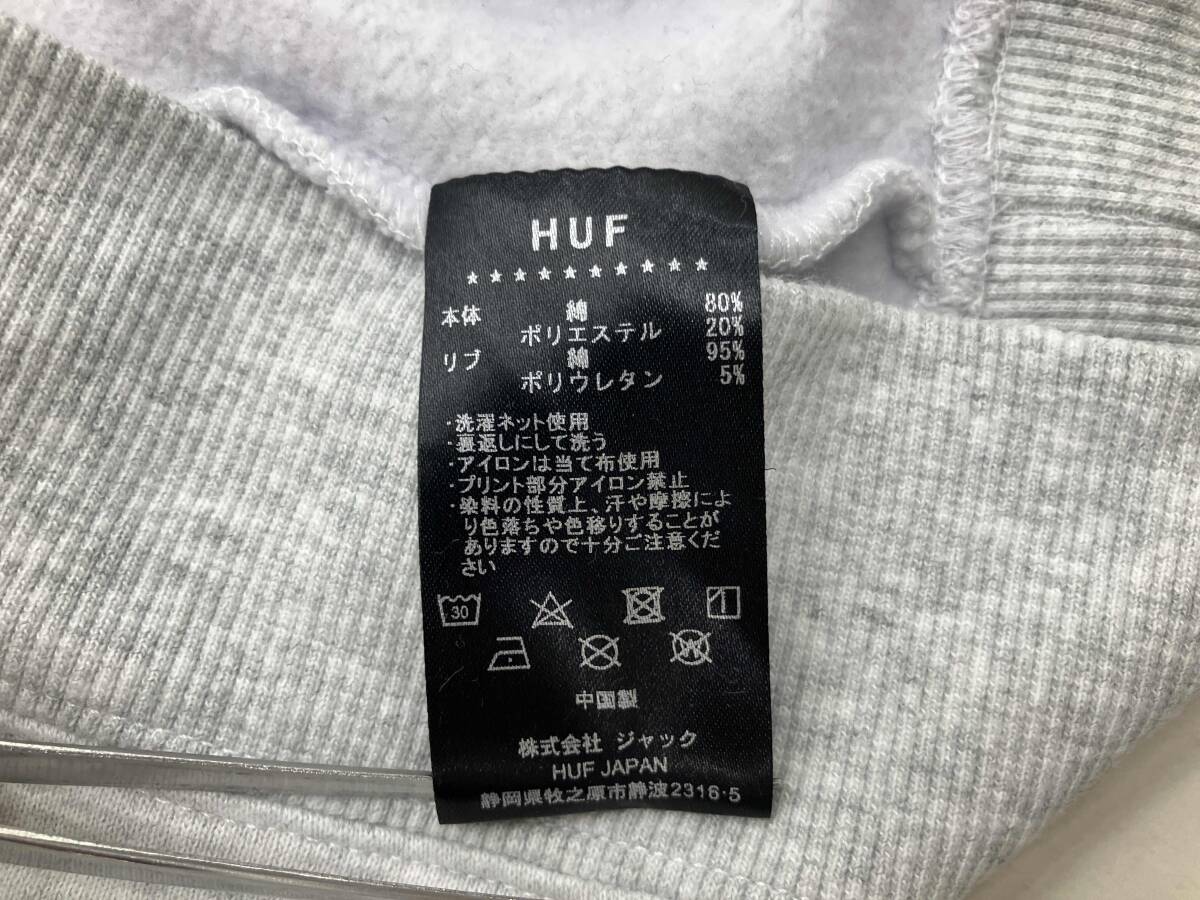 HUF
★★★★★★★★★★
本体 綿 80%
ポリエステル 20%
リブ 綿 95%
ポリウレタン 5%
・洗濯ネット使用
・裏返しにして洗う
・アイロンは当て布使用
・プリント部分アイロン禁止
・染料の性質上、汗や摩擦によ
り色落ちや色移りすることが
ありますので十分ご注意くだ
さい
30
W
中国製
株式会社 ジャック
HUF JAPAN
静岡県牧之原市静波2316-5